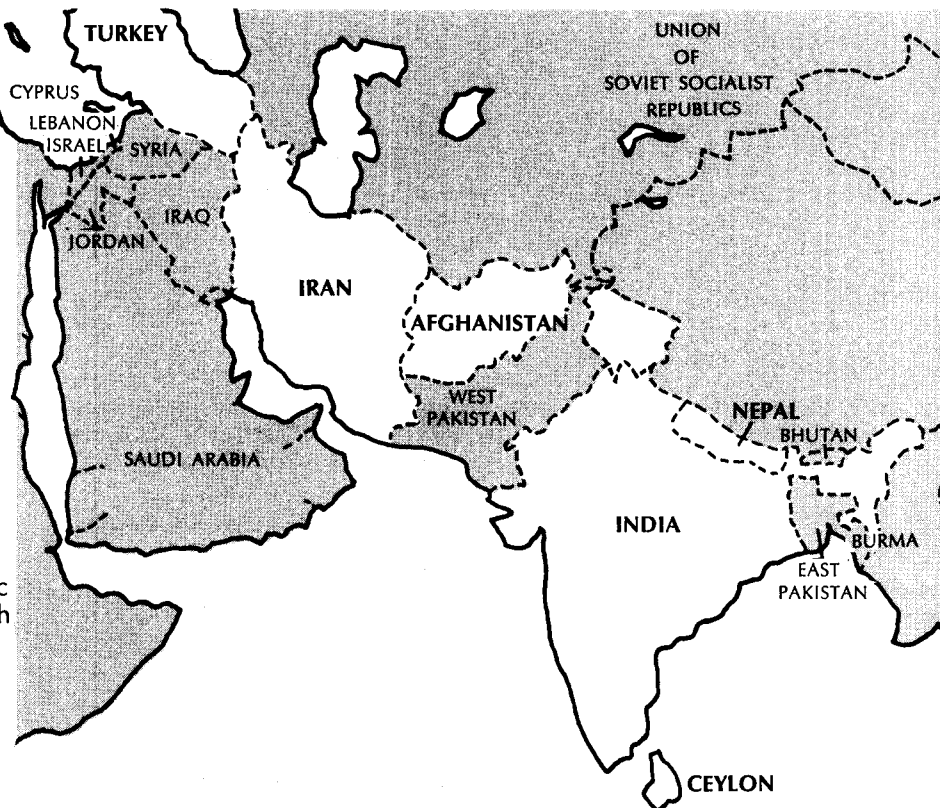 TURKEY
UNION
OF
SOVIET SOCIALIST
REPUBLICS
CYPRUS
LEBANON
ISRAEL
SYRIA
IRAQ
JORDAN
IRAN
AFGHANISTAN
WEST
PAKISTAN
NEPAL
BHUTAN
SAUDI ARABIA
INDIA
BURMA
EAST
PAKISTAN
c
h
CEYLON